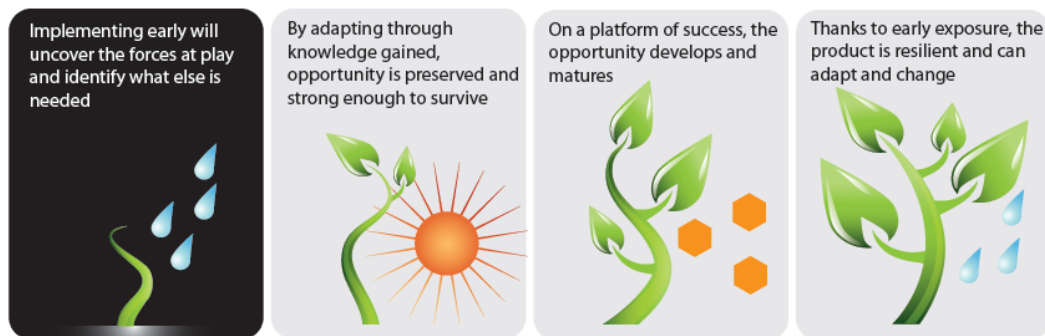 Implementing early will
uncover the forces at play
and identify what else is
needed
By adapting through
knowledge gained,
opportunity is preserved and
strong enough to survive
On a platform of success, the
opportunity develops and
matures
Thanks to early exposure, the
product is resilient and can
adapt and change